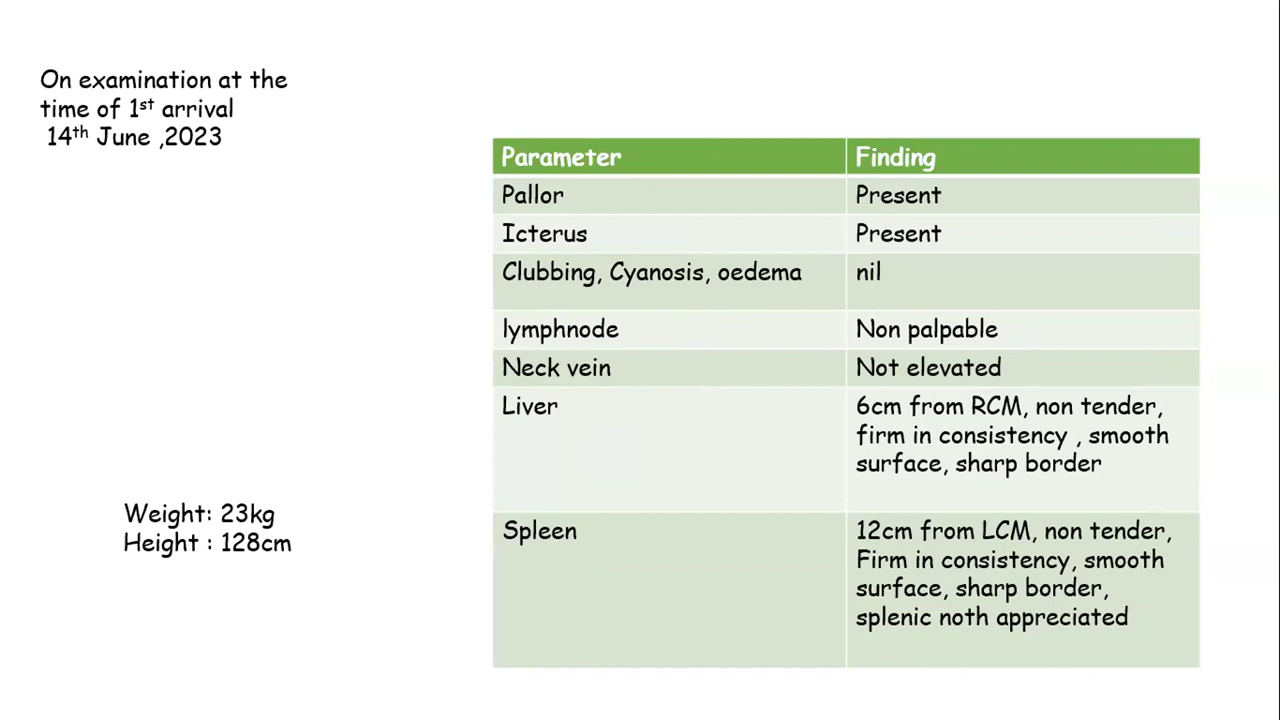 On examination at the
time of 1st arrival
14th June ,2023
Parameter Finding
Pallor Present
Icterus Present
Clubbing, Cyanosis, oedema nil
lymphnode Non palpable
Neck vein Not elevated
Liver 6cm from RCM, non tender,
firm in consistency , smooth
surface, sharp border
Spleen 12cm from LCM, non tender,
Firm in consistency, smooth
surface, sharp border,
splenic noth appreciated
Weight: 23kg
Height : 128cm